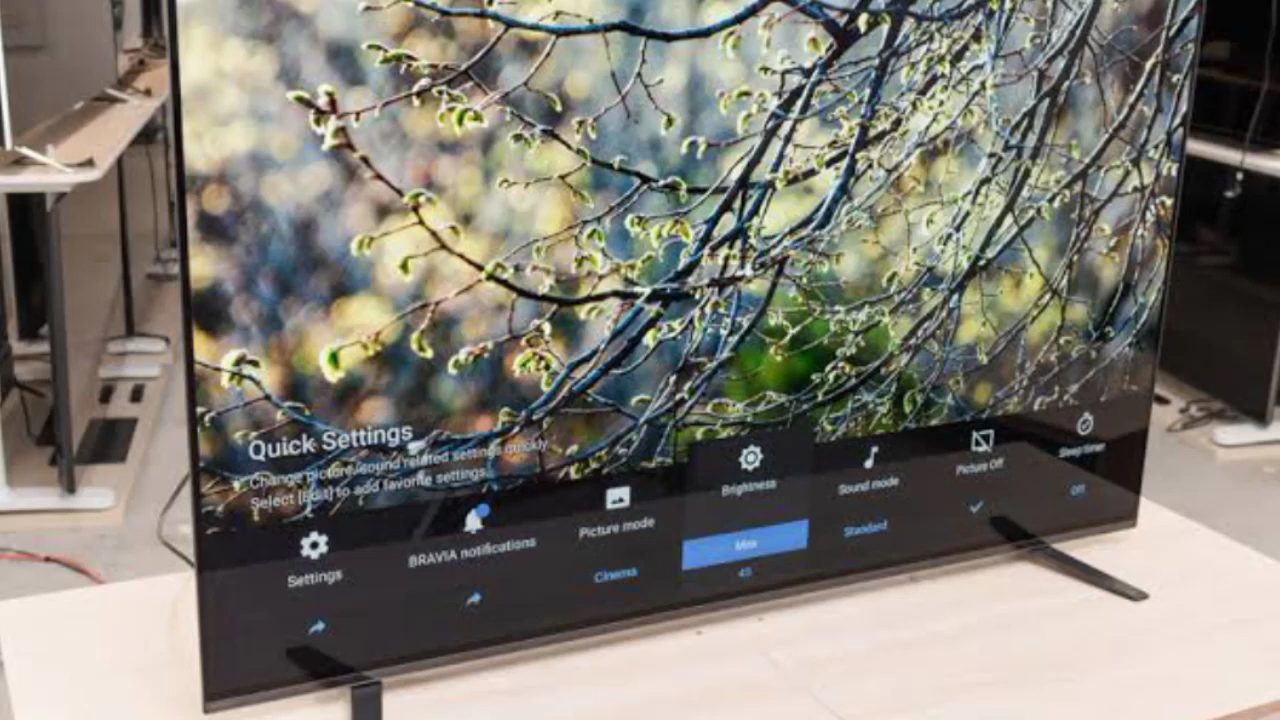 Quick Settings
Change picture/sound related settings quickly
Select [Edit] to add favorite settings.
Settings
BRAVIA notifications
Picture mode
Cinema
Brightness
Max
45
Sound mode
Standard
Picture Off
Sleep timer
Off